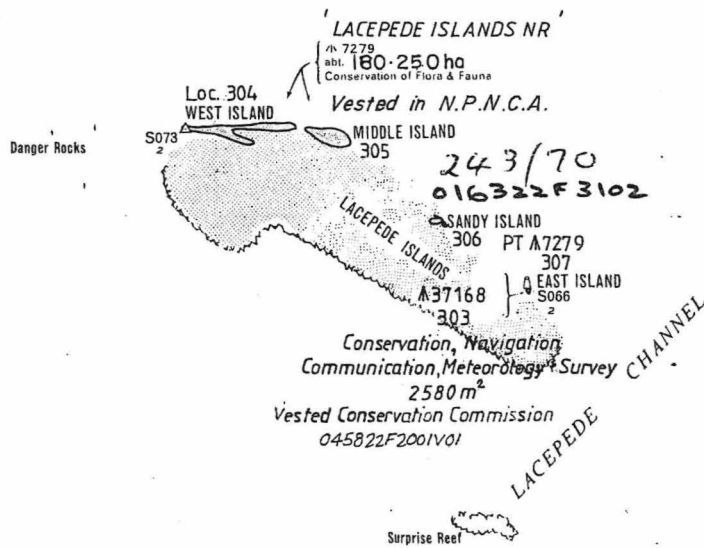 'LACEPEDE ISLANDS NR'
7279
abt. 180·250 ha
Conservation of Flora & Fauna
Vested in N.P.N.C.A.
Loc. 304
WEST ISLAND
S073
2
Danger Rocks
MIDDLE ISLAND
305
243/70
016322F3102
SANDY ISLAND
306
PT 7279
307
EAST ISLAND
S066
2
LACEPEDE ISLANDS
37168
303
Conservation, Navigation
Communication, Meteorology Survey
2580 m²
Vested Conservation Commission
045822F2001V01
LACEPEDE CHANNEL
Surprise Reef